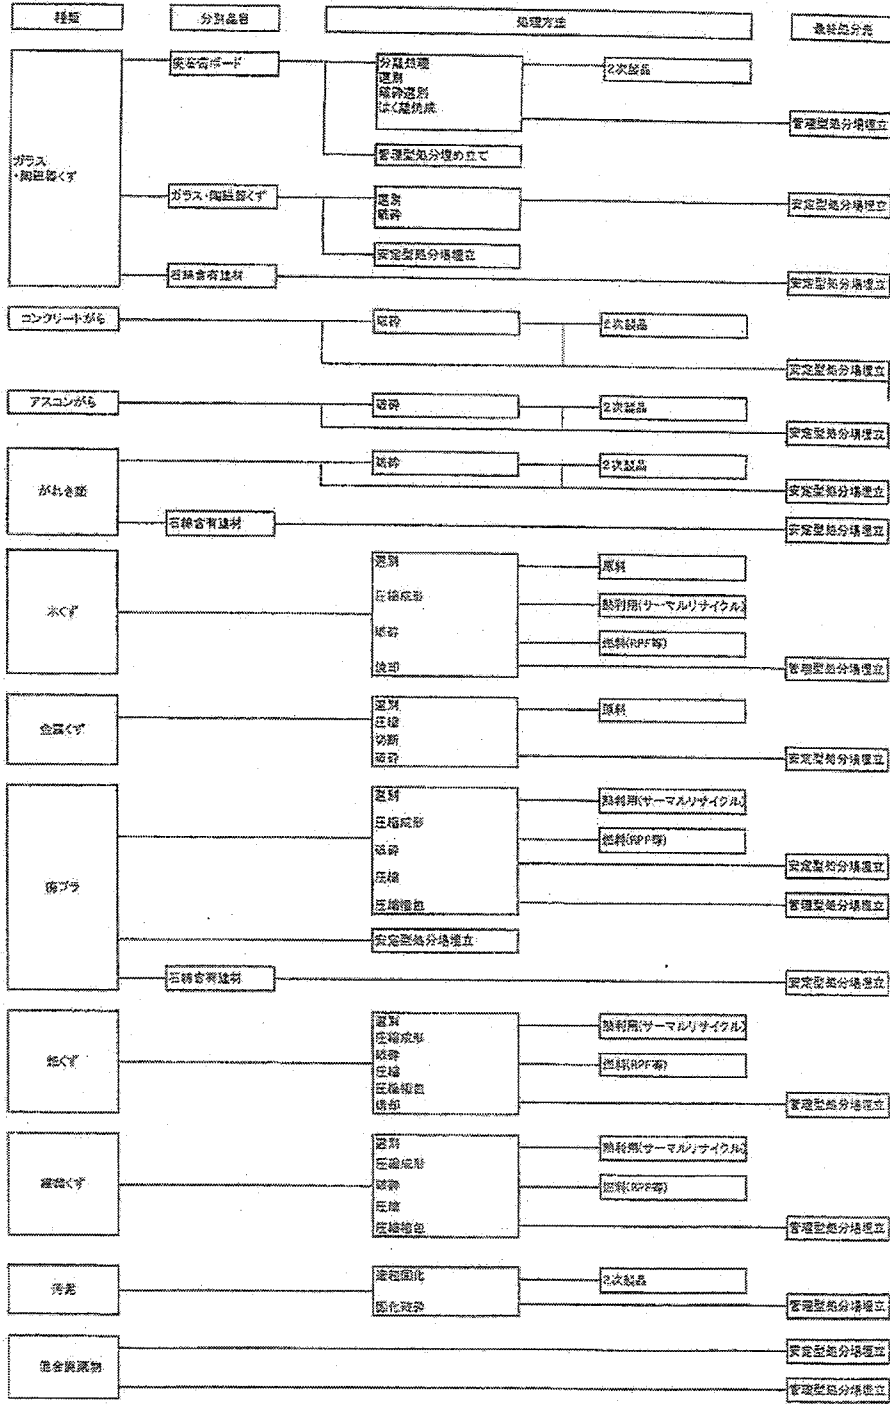 種類
分別品目
処理方法
最終処分先
ガラス
・陶磁器くず
廃石膏ボード
分離処理
選別
破砕選別
はく離焼成
2次製品
管理型処分場埋立
管理型処分埋め立て
ガラス・陶磁器くず
選別
破砕
安定型処分場埋立
安定型処分場埋立
石綿含有建材
安定型処分場埋立
コンクリートがら
破砕
2次製品
安定型処分場埋立
アスコンがら
破砕
2次製品
安定型処分場埋立
がれき類
破砕
2次製品
安定型処分場埋立
石綿含有建材
安定型処分場埋立
木くず
選別
圧縮成形
破砕
焼却
原料
熱利用(サーマルリサイクル)
燃料(RPF等)
管理型処分場埋立
金属くず
選別
圧縮
切断
破砕
原料
安定型処分場埋立
廃プラ
選別
圧縮成形
破砕
圧縮
圧縮梱包
熱利用(サーマルリサイクル)
燃料(RPF等)
安定型処分場埋立
管理型処分場埋立
安定型処分場埋立
石綿含有建材
安定型処分場埋立
紙くず
選別
圧縮成形
破砕
圧縮
圧縮梱包
焼却
熱利用(サーマルリサイクル)
燃料(RPF等)
管理型処分場埋立
繊維くず
選別
圧縮成形
破砕
圧縮
圧縮梱包
熱利用(サーマルリサイクル)
燃料(RPF等)
管理型処分場埋立
汚泥
造粒固化
固化破砕
2次製品
管理型処分場埋立
混合廃棄物
安定型処分場埋立
管理型処分場埋立